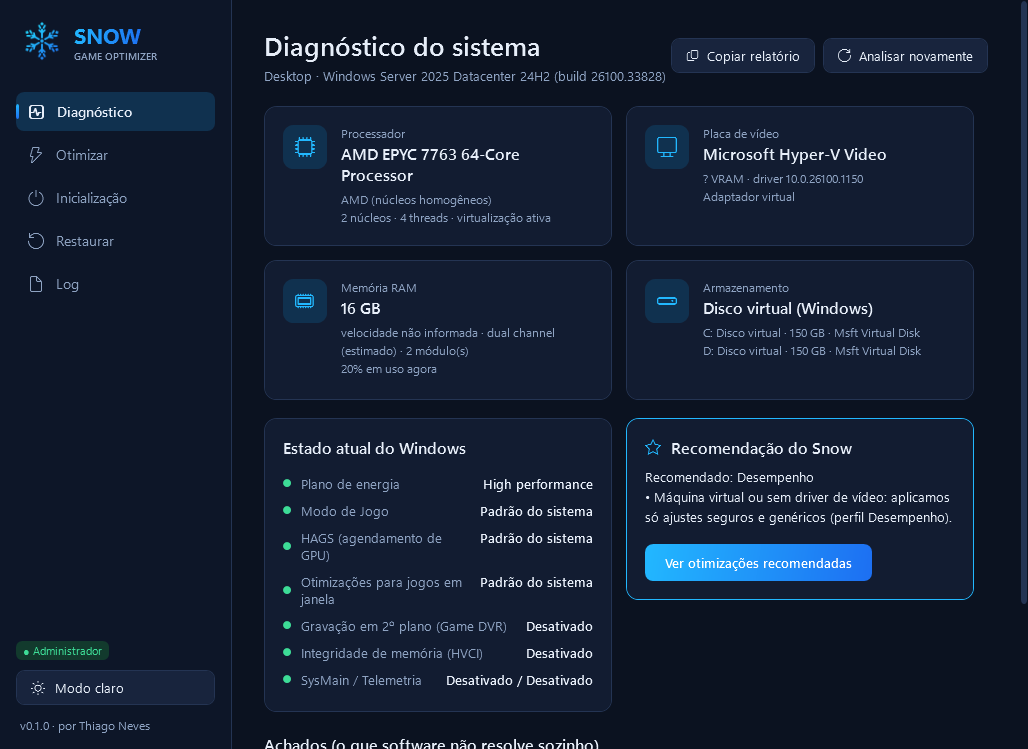 SNOW
GAME OPTIMIZER
Diagnóstico
Otimizar
Inicialização
Restaurar
Log
● Administrador
Modo claro
v0.1.0 · por Thiago Neves
Diagnóstico do sistema
Desktop · Windows Server 2025 Datacenter 24H2 (build 26100.33828)
Copiar relatório
Analisar novamente
Processador
AMD EPYC 7763 64-Core
Processor
AMD (núcleos homogêneos)
2 núcleos · 4 threads · virtualização ativa
Placa de vídeo
Microsoft Hyper-V Video
? VRAM · driver 10.0.26100.1150
Adaptador virtual
Memória RAM
16 GB
velocidade não informada · dual channel
(estimado) · 2 módulo(s)
20% em uso agora
Armazenamento
Disco virtual (Windows)
C: Disco virtual · 150 GB · Msft Virtual Disk
D: Disco virtual · 150 GB · Msft Virtual Disk
Estado atual do Windows
Plano de energia High performance
Modo de Jogo Padrão do sistema
HAGS (agendamento de Padrão do sistema
GPU)
Otimizações para jogos em Padrão do sistema
janela
Gravação em 2º plano (Game DVR) Desativado
Integridade de memória (HVCI) Desativado
SysMain / Telemetria Desativado / Desativado
Recomendação do Snow
Recomendado: Desempenho
• Máquina virtual ou sem driver de vídeo: aplicamos
só ajustes seguros e genéricos (perfil Desempenho).
Ver otimizações recomendadas
Achados (o que software não resolve sozinho)